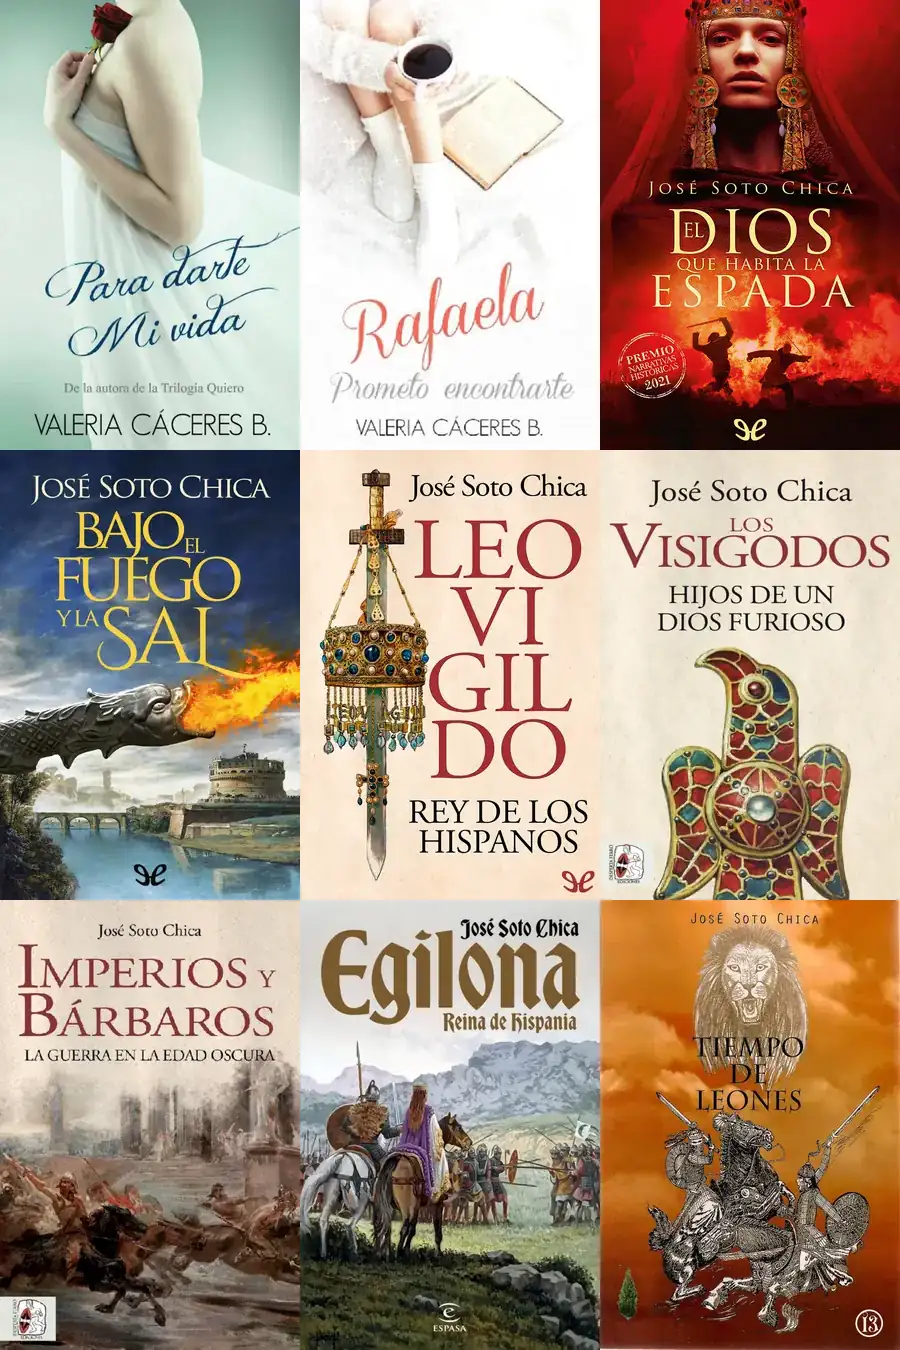 Para darte
Mi vida
De la autora de la Trilogía Quiero
VALERIA CÁCERES B.
Rafaela
Prometo encontrarte
VALERIA CÁCERES B.
JOSÉ SOTO CHICA
EL DIOS
QUE HABITA LA
ESPADA
PREMIO
NARRATIVAS
HISTÓRICAS
2021
JOSÉ SOTO CHICA
BAJO EL
FUEGO
Y LA SAL
José Soto Chica
LEO
VI
GIL
DO
REY DE LOS
HISPANOS
José Soto Chica
LOS
VISIGODOS
HIJOS DE UN
DIOS FURIOSO
José Soto Chica
IMPERIOS Y
BÁRBAROS
LA GUERRA EN LA EDAD OSCURA
José Soto Chica
Egilona
Reina de Hispania
ESPASA
JOSÉ SOTO CHICA
TIEMPO
DE
LEONES
13